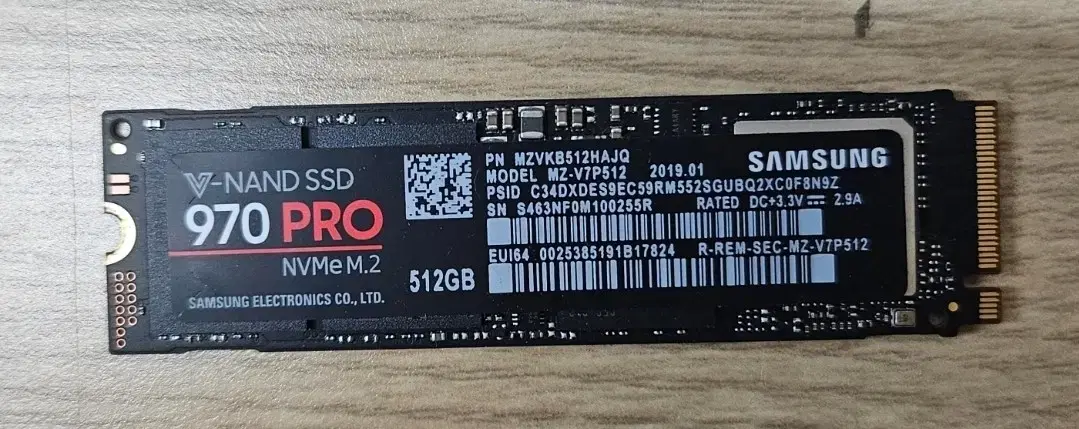 V-NAND SSD
970 PRO
NVMe M.2
SAMSUNG ELECTRONICS CO., LTD.
512GB
PN MZVKB512HAJQ
MODEL MZ-V7P512 2019.01
PSID C34DXDES9EC59RM552SGUBQ2XC0F8N9Z
SN S463NF0M100255R RATED DC+3.3V⎓ 2.9A
EUI64 0025385191B17824 R-REM-SEC-MZ-V7P512
SAMSUNG